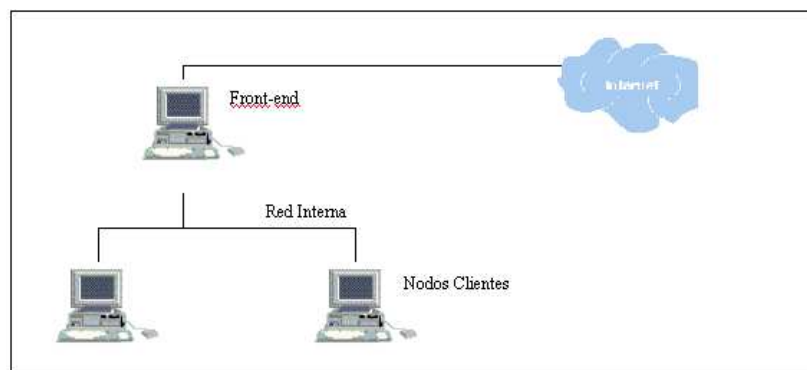 Front-end
Internet
Red Interna
Nodos Clientes